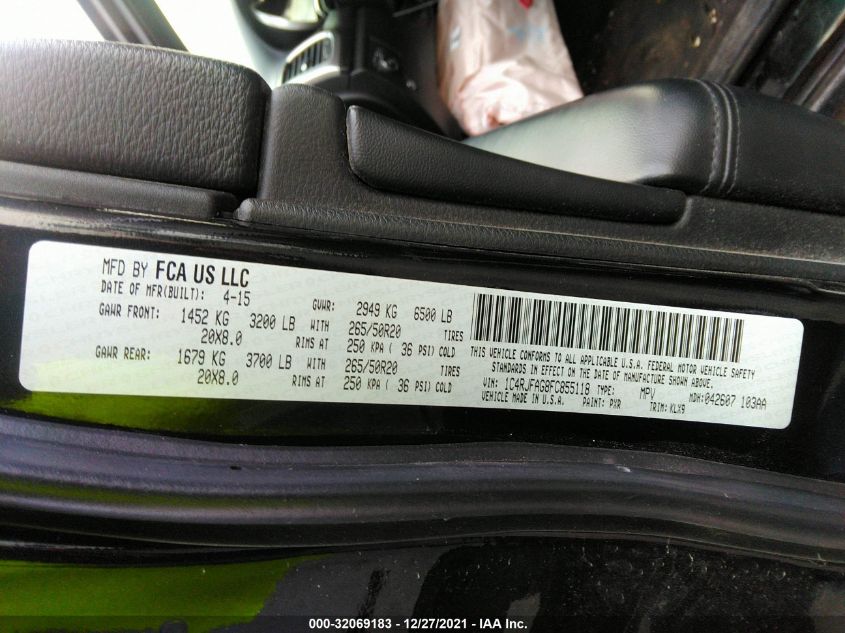 MFD BY FCA US LLC
DATE OF MFR(BUILT): 4-15 GVWR: 2949 KG 6500 LB
GAWR FRONT: 1452 KG 3200 LB WITH 265/50R20 TIRES
20X8.0 RIMS AT 250 KPA ( 36 PSI) COLD
GAWR REAR: 1679 KG 3700 LB WITH 265/50R20 TIRES
20X8.0 RIMS AT 250 KPA ( 36 PSI) COLD
THIS VEHICLE CONFORMS TO ALL APPLICABLE U.S.A. FEDERAL MOTOR VEHICLE SAFETY
STANDARDS IN EFFECT ON THE DATE OF MANUFACTURE SHOWN ABOVE.
VIN: 1C4RJFAG8FC855118 TYPE: MPV MDH:042607 103AA
VEHICLE MADE IN U.S.A. PAINT: PXR TRIM: KLX9
000-32069183 - 12/27/2021 - IAA Inc.